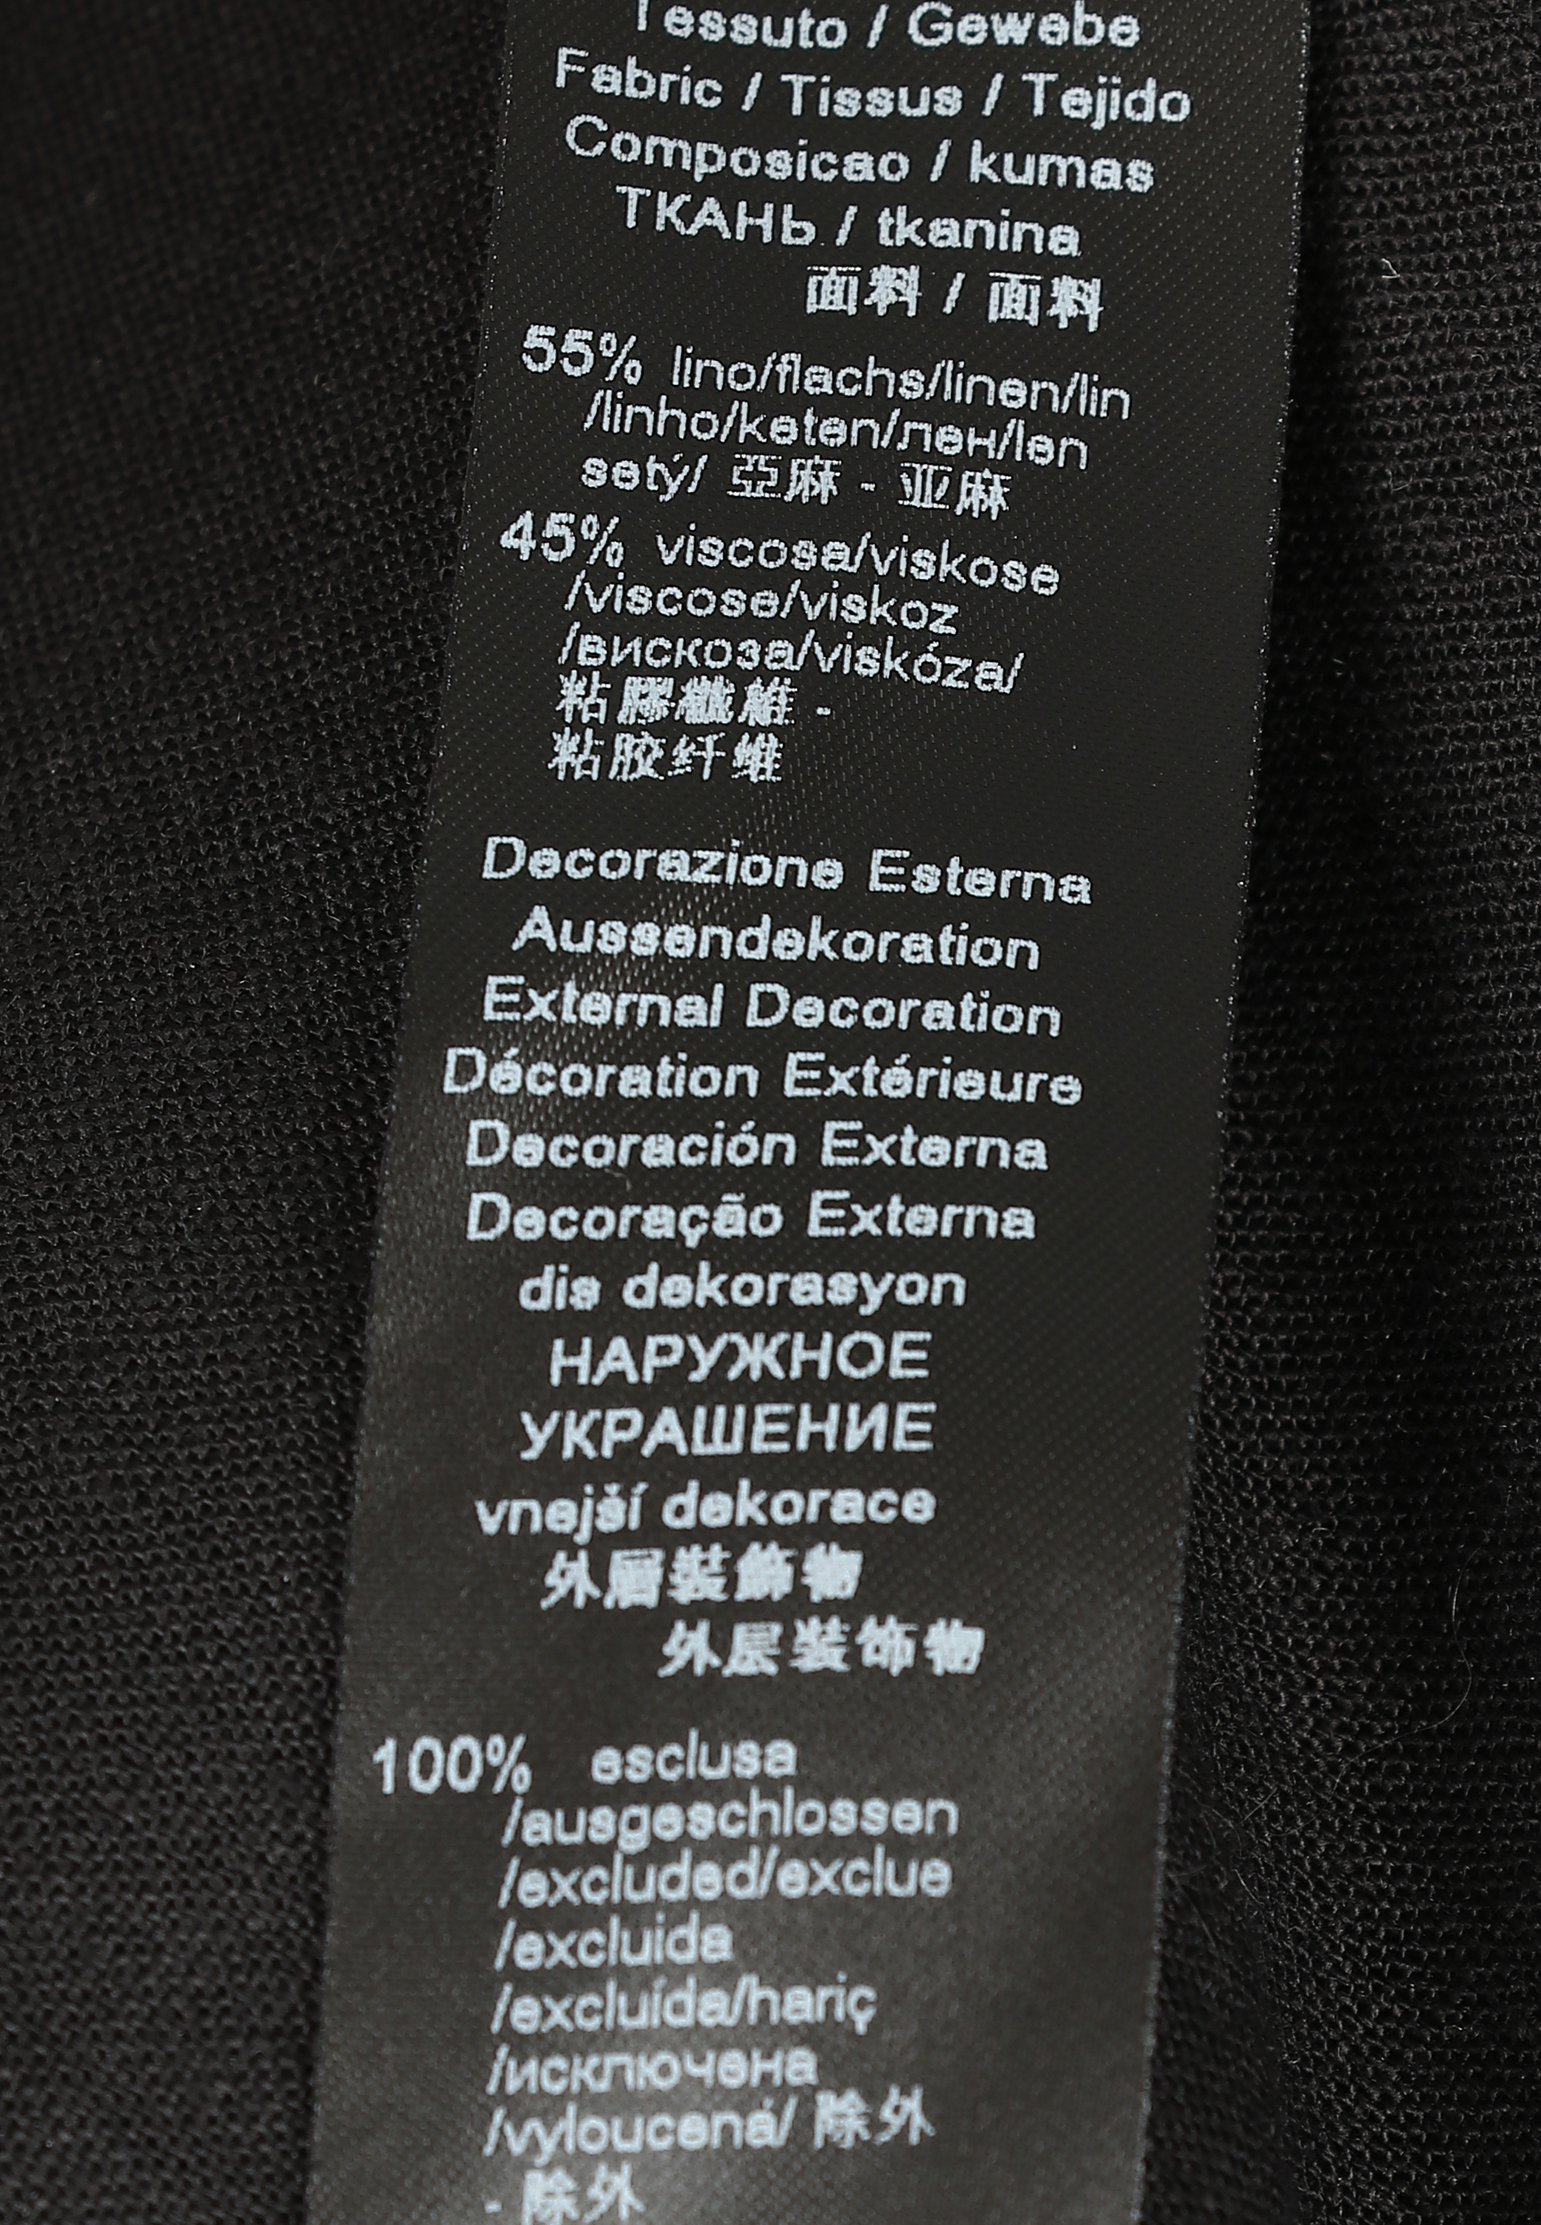 Tessuto / Gewebe
Fabric / Tissus / Tejido
Composicao / kumas
ТКАНЬ / tkanina
面料 / 面料
55% lino/flachs/linen/lin
/linho/keten/лен/len
setý/ 亞麻 - 亚麻
45% viscosa/viskose
/viscose/viskoz
/вискоза/viskóza/
粘膠纖維 -
粘胶纤维
Decorazione Esterna
Aussendekoration
External Decoration
Décoration Extérieure
Decoración Externa
Decoração Externa
dis dekorasyon
НАРУЖНОЕ
УКРАШЕНИЕ
vnejší dekorace
外層裝飾物
外层装饰物
100% esclusa
/ausgeschlossen
/excluded/exclue
/excluida
/excluída/hariç
/исключена
/vyloucená/ 除外
- 除外